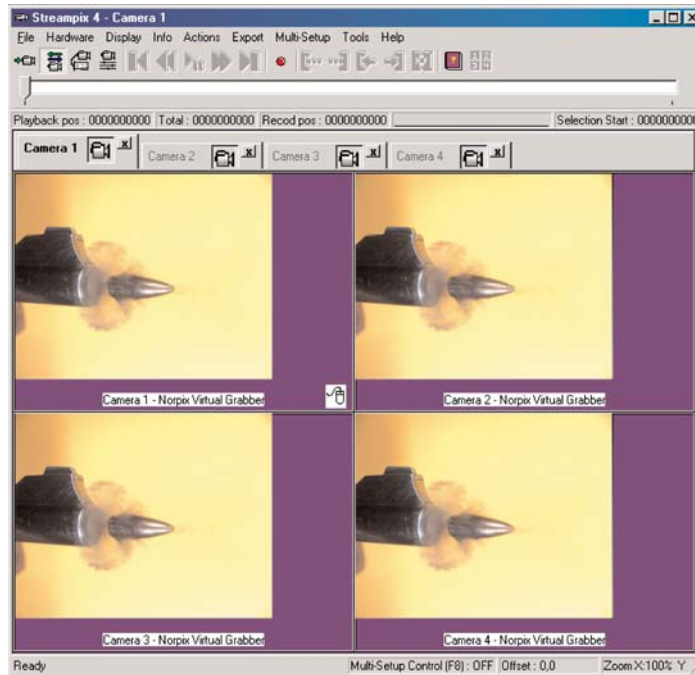 Streampix 4 - Camera 1
File Hardware Display Info Actions Export Multi-Setup Tools Help
Playback pos : 0000000000 Total : 0000000000 Recod pos : 0000000000 Selection Start : 000000000
Camera 1 x Camera 2 x Camera 3 x Camera 4 x
Camera 1 - Norpix Virtual Grabber
Camera 2 - Norpix Virtual Grabber
Camera 3 - Norpix Virtual Grabber
Camera 4 - Norpix Virtual Grabber
Ready Multi-Setup Control (F8) : OFF Offset : 0,0 Zoom X:100% Y